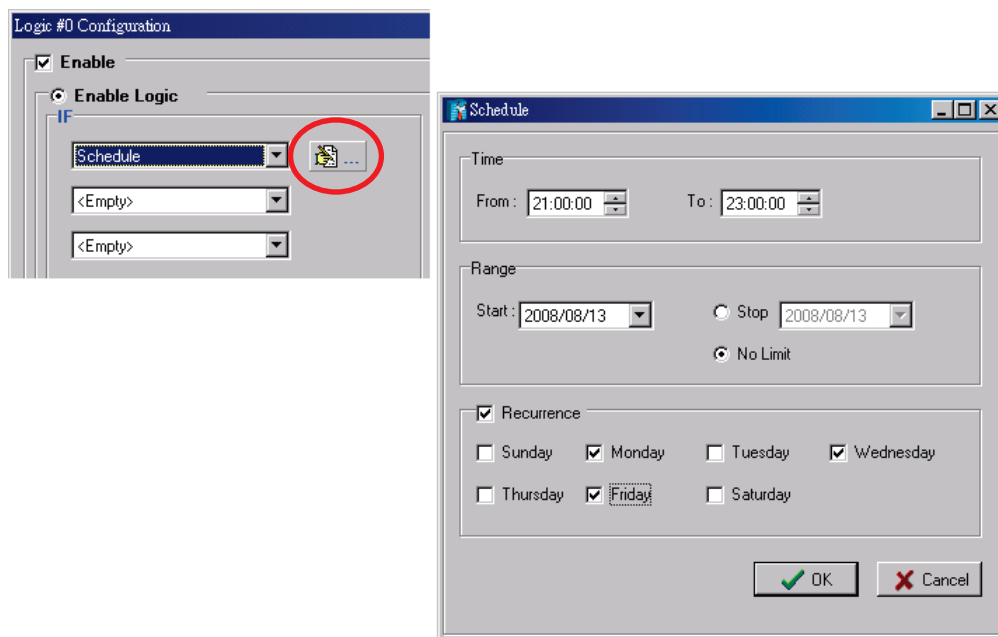 Logic #0 Configuration
Enable
Enable Logic
IF
Schedule
...
<Empty>
<Empty>
Schedule
Time
From : 21:00:00 To : 23:00:00
Range
Start : 2008/08/13 Stop 2008/08/13
No Limit
Recurrence
Sunday Monday Tuesday Wednesday
Thursday Friday Saturday
OK Cancel